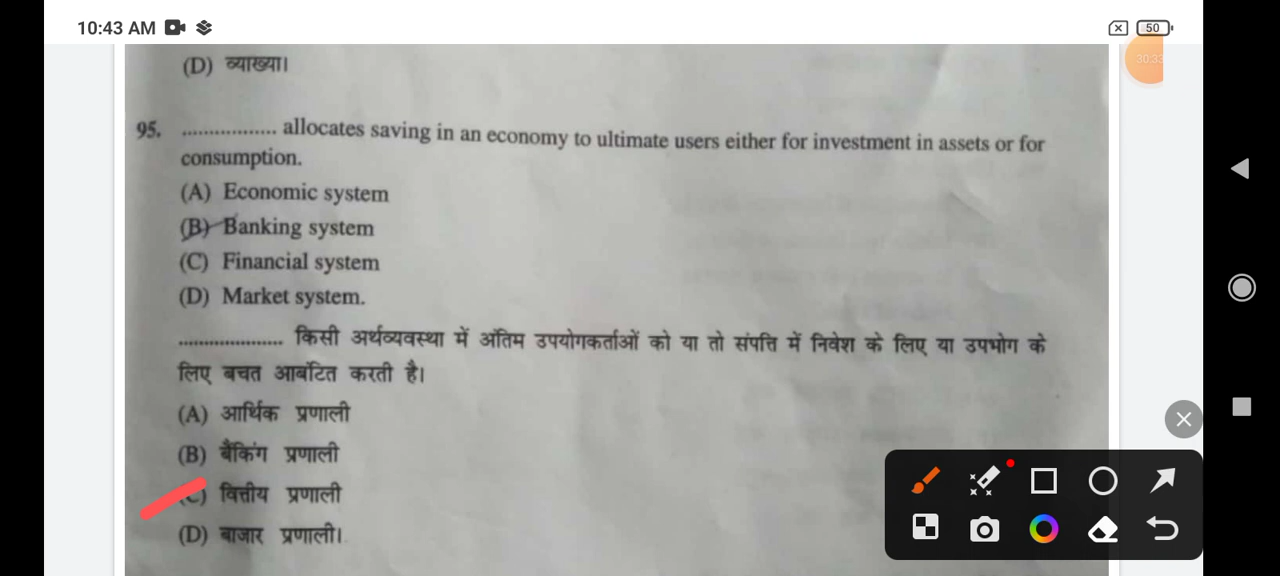 10:43 AM
50
30:33
(D) व्याख्या।
95. ................. allocates saving in an economy to ultimate users either for investment in assets or for
consumption.
(A) Economic system
(B) Banking system
(C) Financial system
(D) Market system.
................... किसी अर्थव्यवस्था में अंतिम उपयोगकर्ताओं को या तो संपत्ति में निवेश के लिए या उपभोग के
लिए बचत आबंटित करती है।
(A) आर्थिक प्रणाली
(B) बैंकिंग प्रणाली
(C) वित्तीय प्रणाली
(D) बाजार प्रणाली।